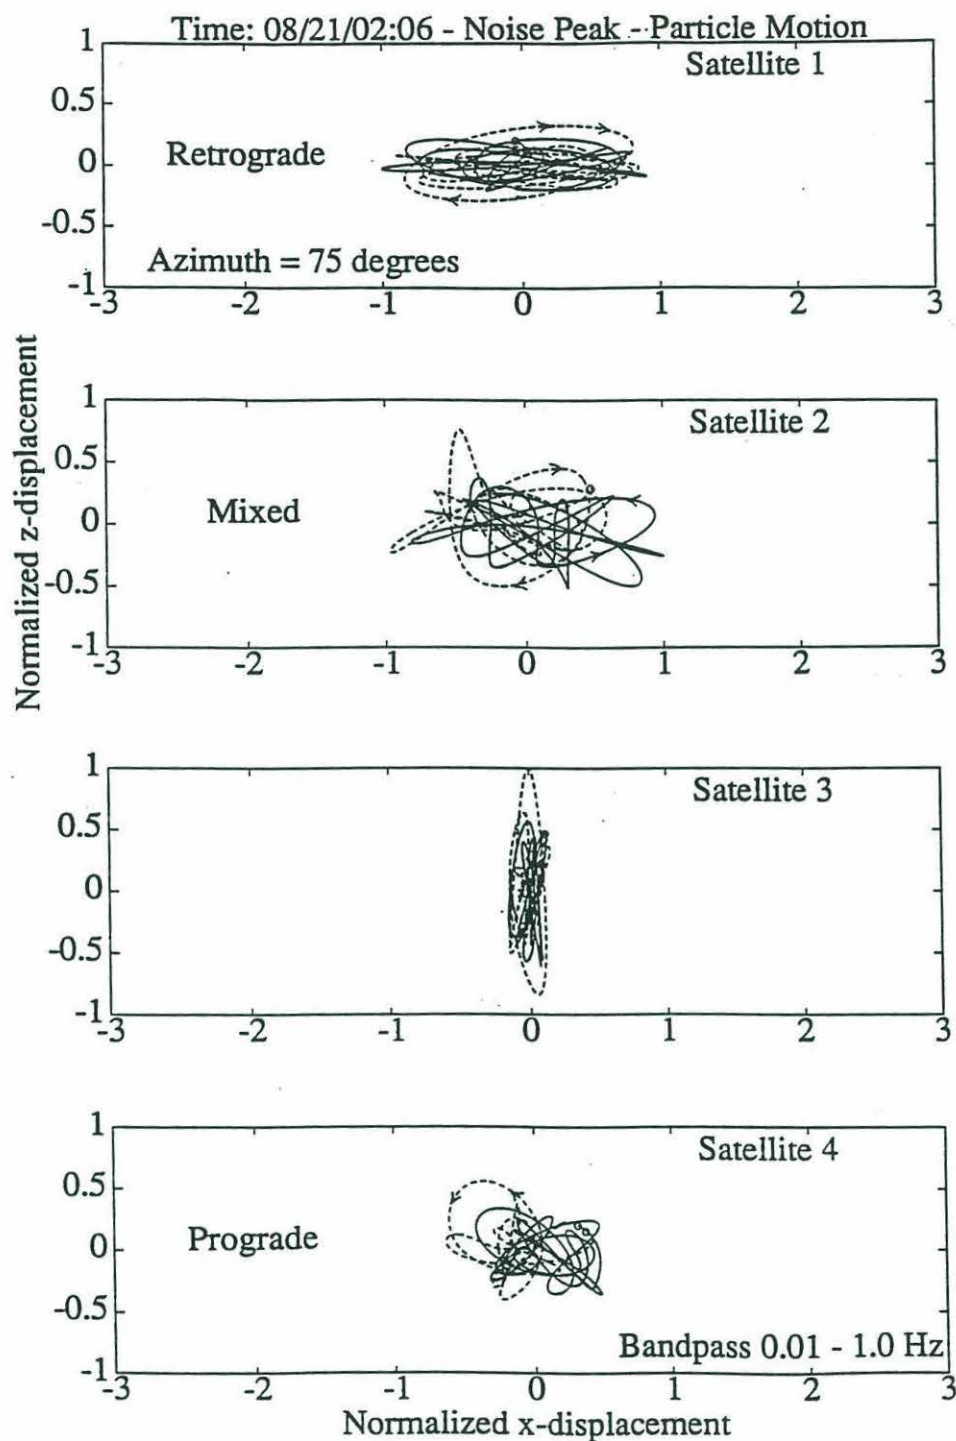 Time: 08/21/02:06 - Noise Peak - Particle Motion
1
Satellite 1
0.5
Retrograde
0
-0.5
Azimuth = 75 degrees
-1
-3 -2 -1 0 1 2 3
Normalized z-displacement
1
Satellite 2
0.5
Mixed
0
-0.5
-1
-3 -2 -1 0 1 2 3
1
Satellite 3
0.5
0
-0.5
-1
-3 -2 -1 0 1 2 3
1
Satellite 4
0.5
Prograde
0
-0.5
Bandpass 0.01 - 1.0 Hz
-1
-3 -2 -1 0 1 2 3
Normalized x-displacement